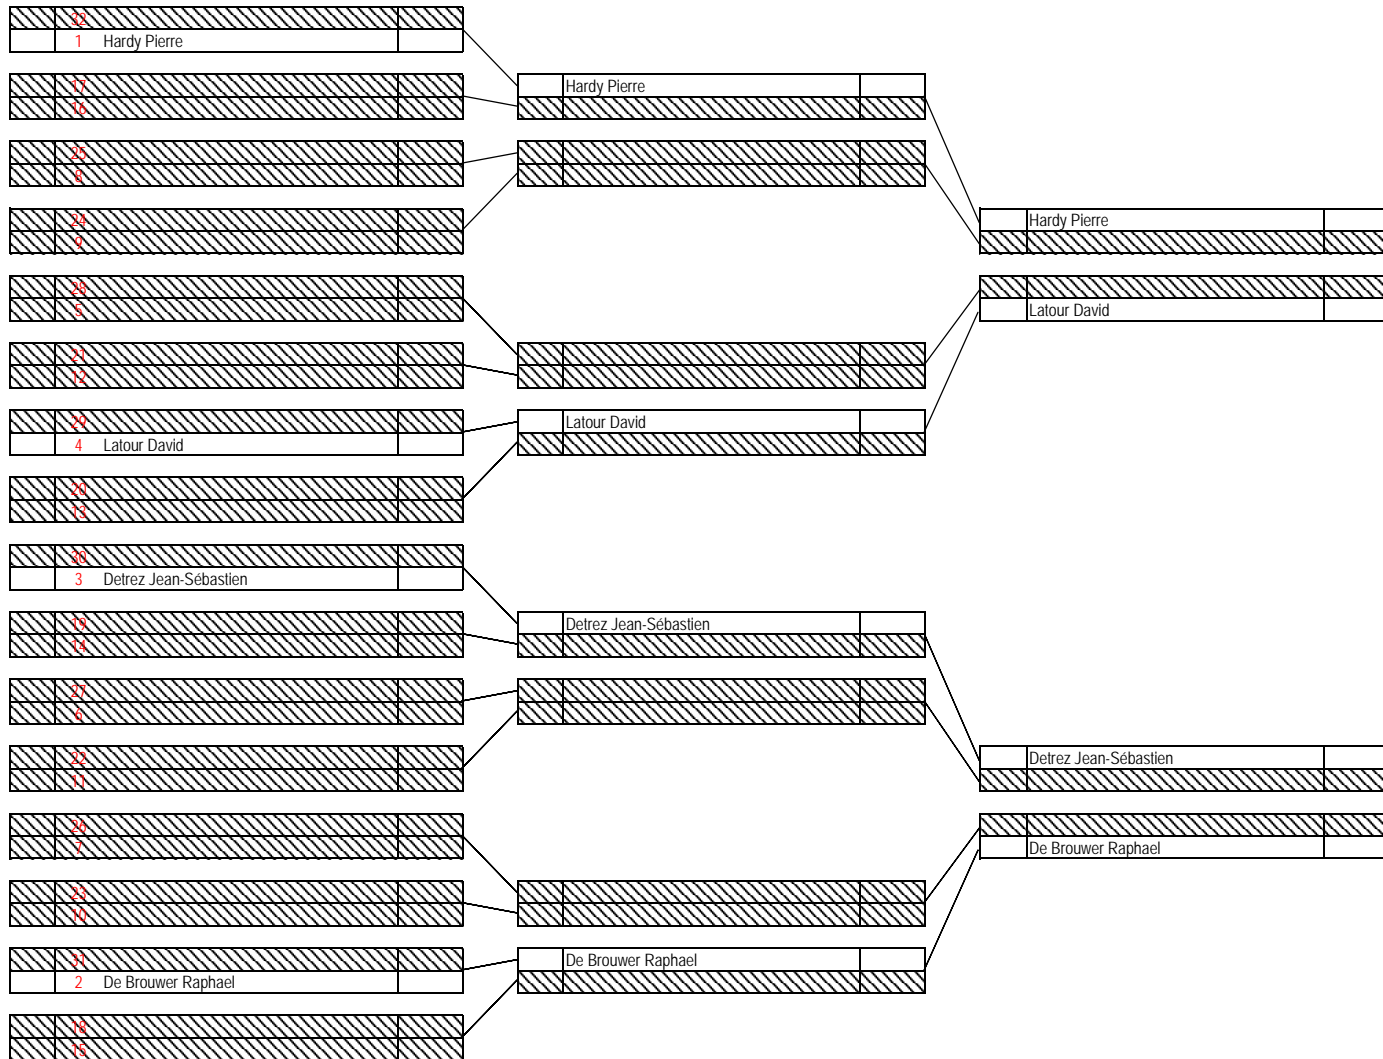 32
1 Hardy Pierre
17
16
25
8
24
9
28
5
21
12
29
4 Latour David
20
13
30
3 Detrez Jean-Sébastien
19
14
27
6
22
11
26
7
23
10
31
2 De Brouwer Raphael
18
15
Hardy Pierre
Latour David
Detrez Jean-Sébastien
De Brouwer Raphael
Hardy Pierre
Latour David
Detrez Jean-Sébastien
De Brouwer Raphael